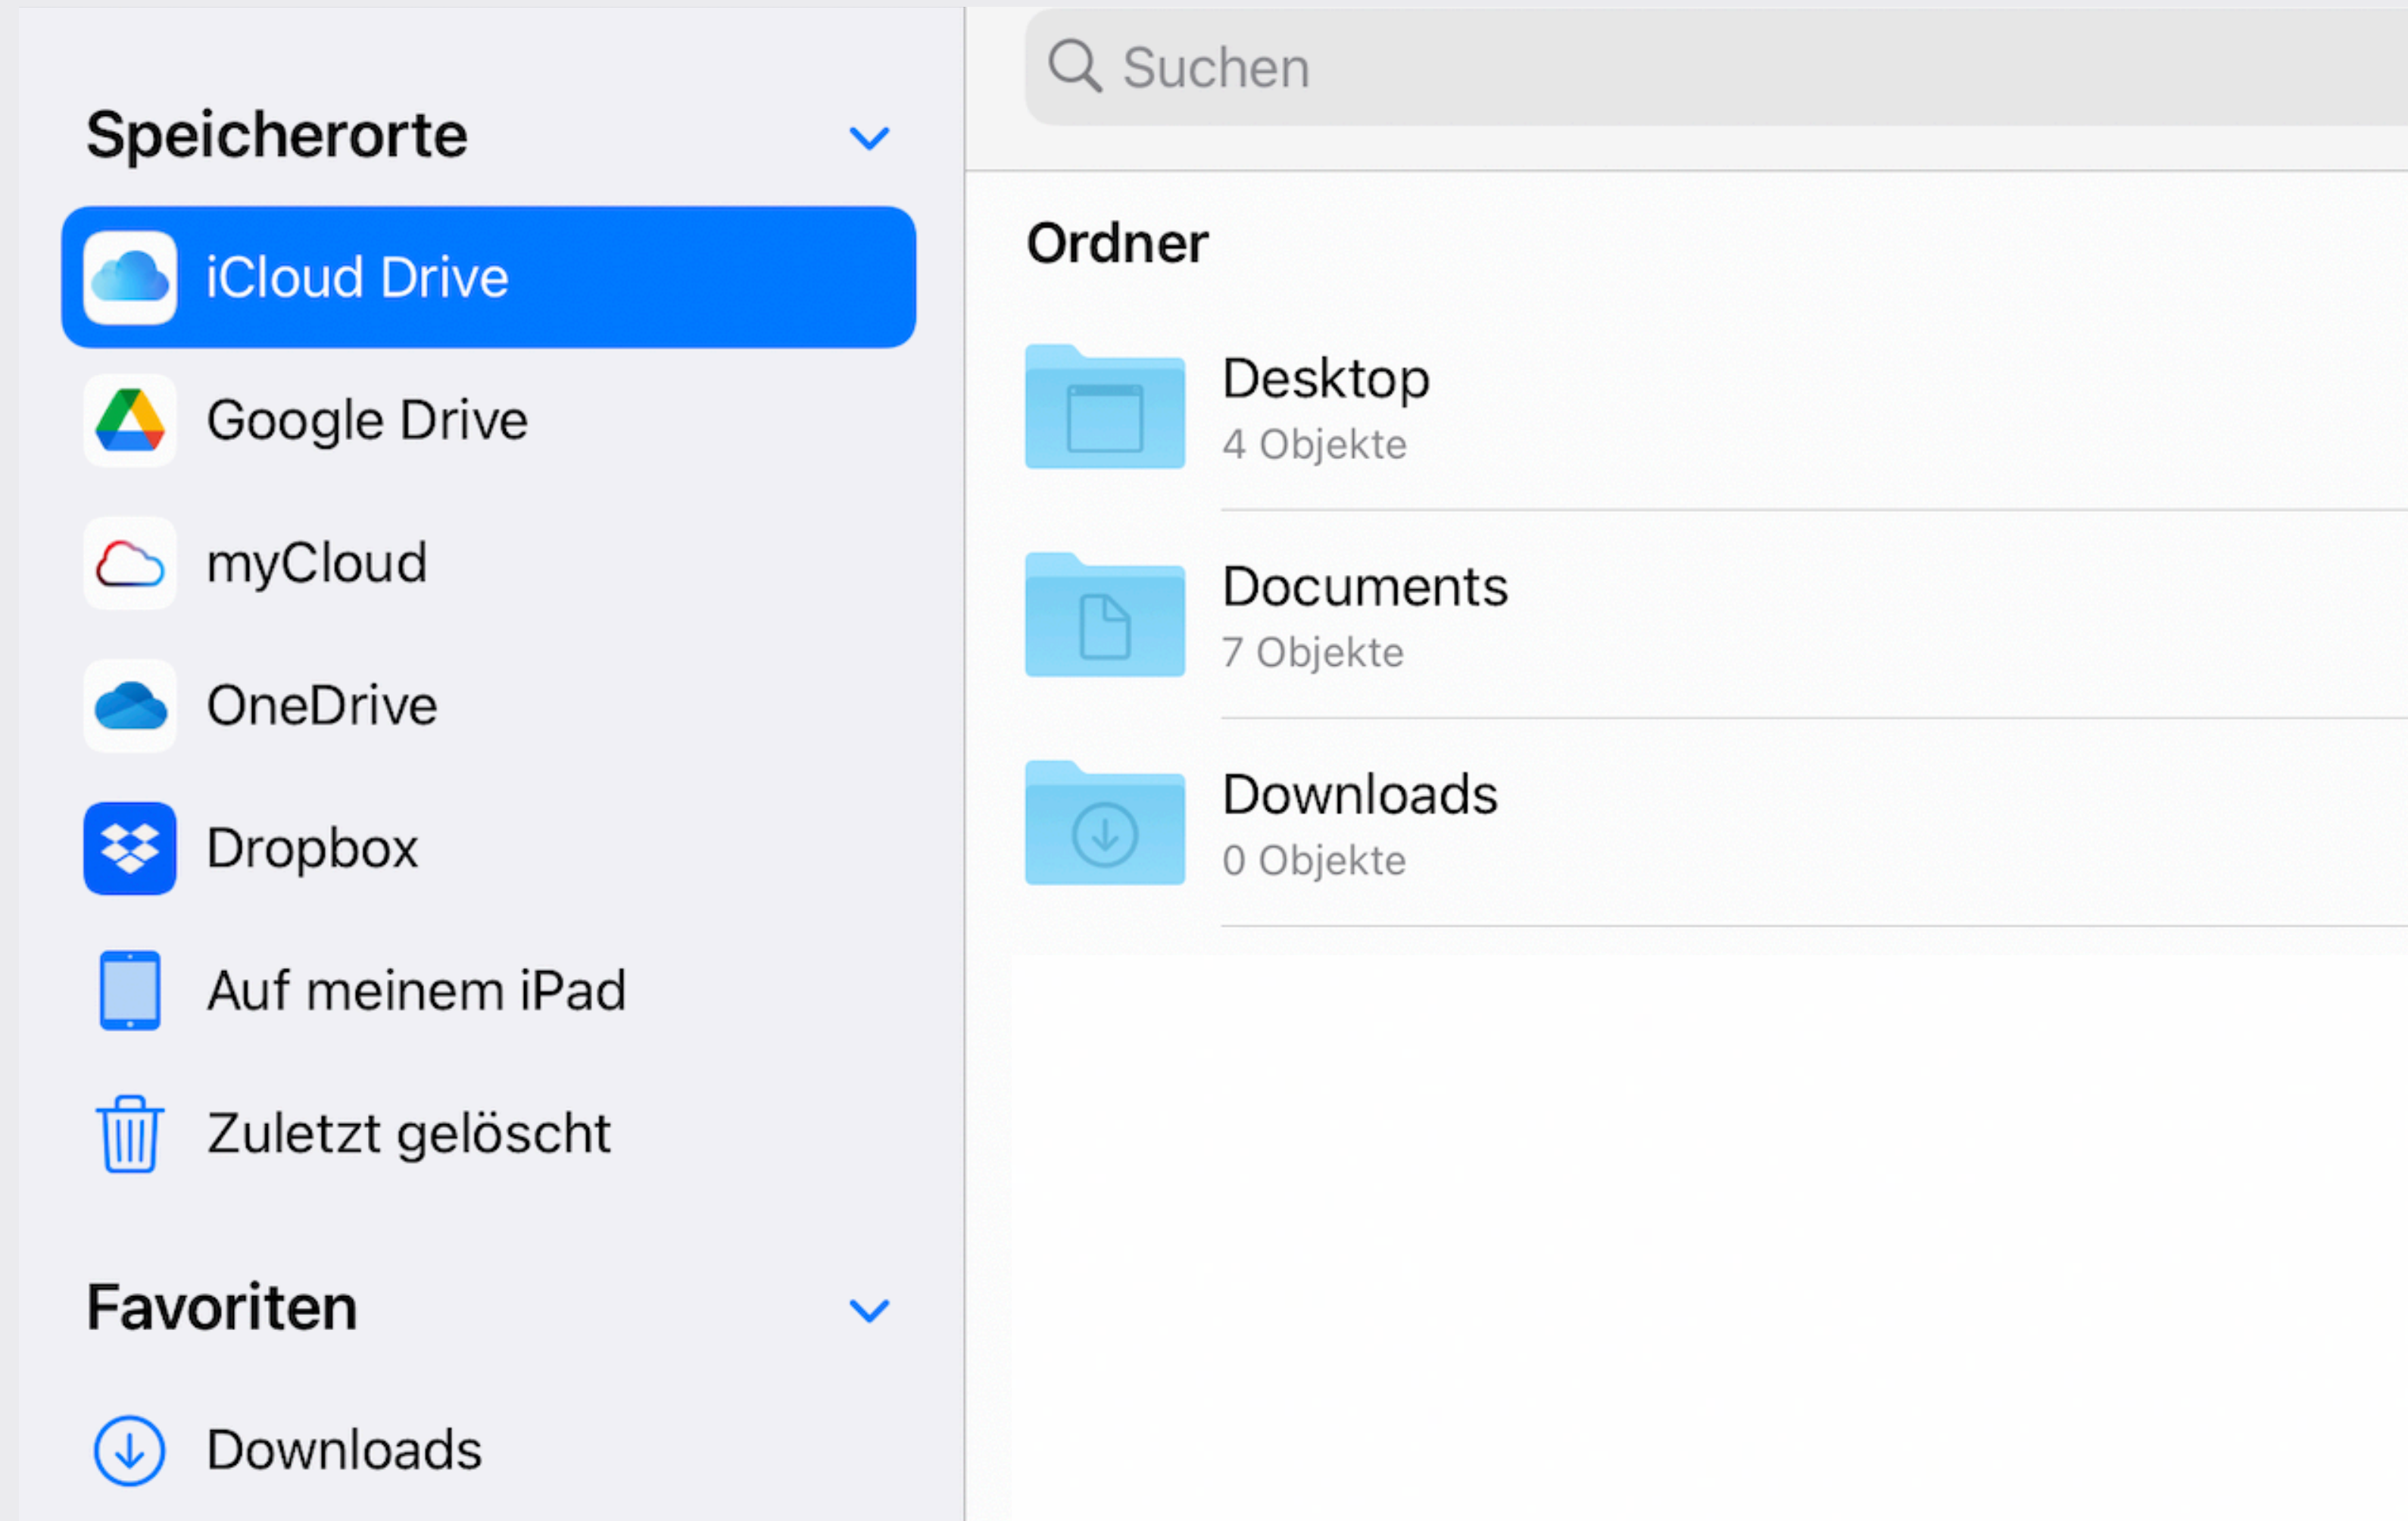 Speicherorte
iCloud Drive
Google Drive
myCloud
OneDrive
Dropbox
Auf meinem iPad
Zuletzt gelöscht
Favoriten
Downloads
Suchen
Ordner
Desktop
4 Objekte
Documents
7 Objekte
Downloads
0 Objekte